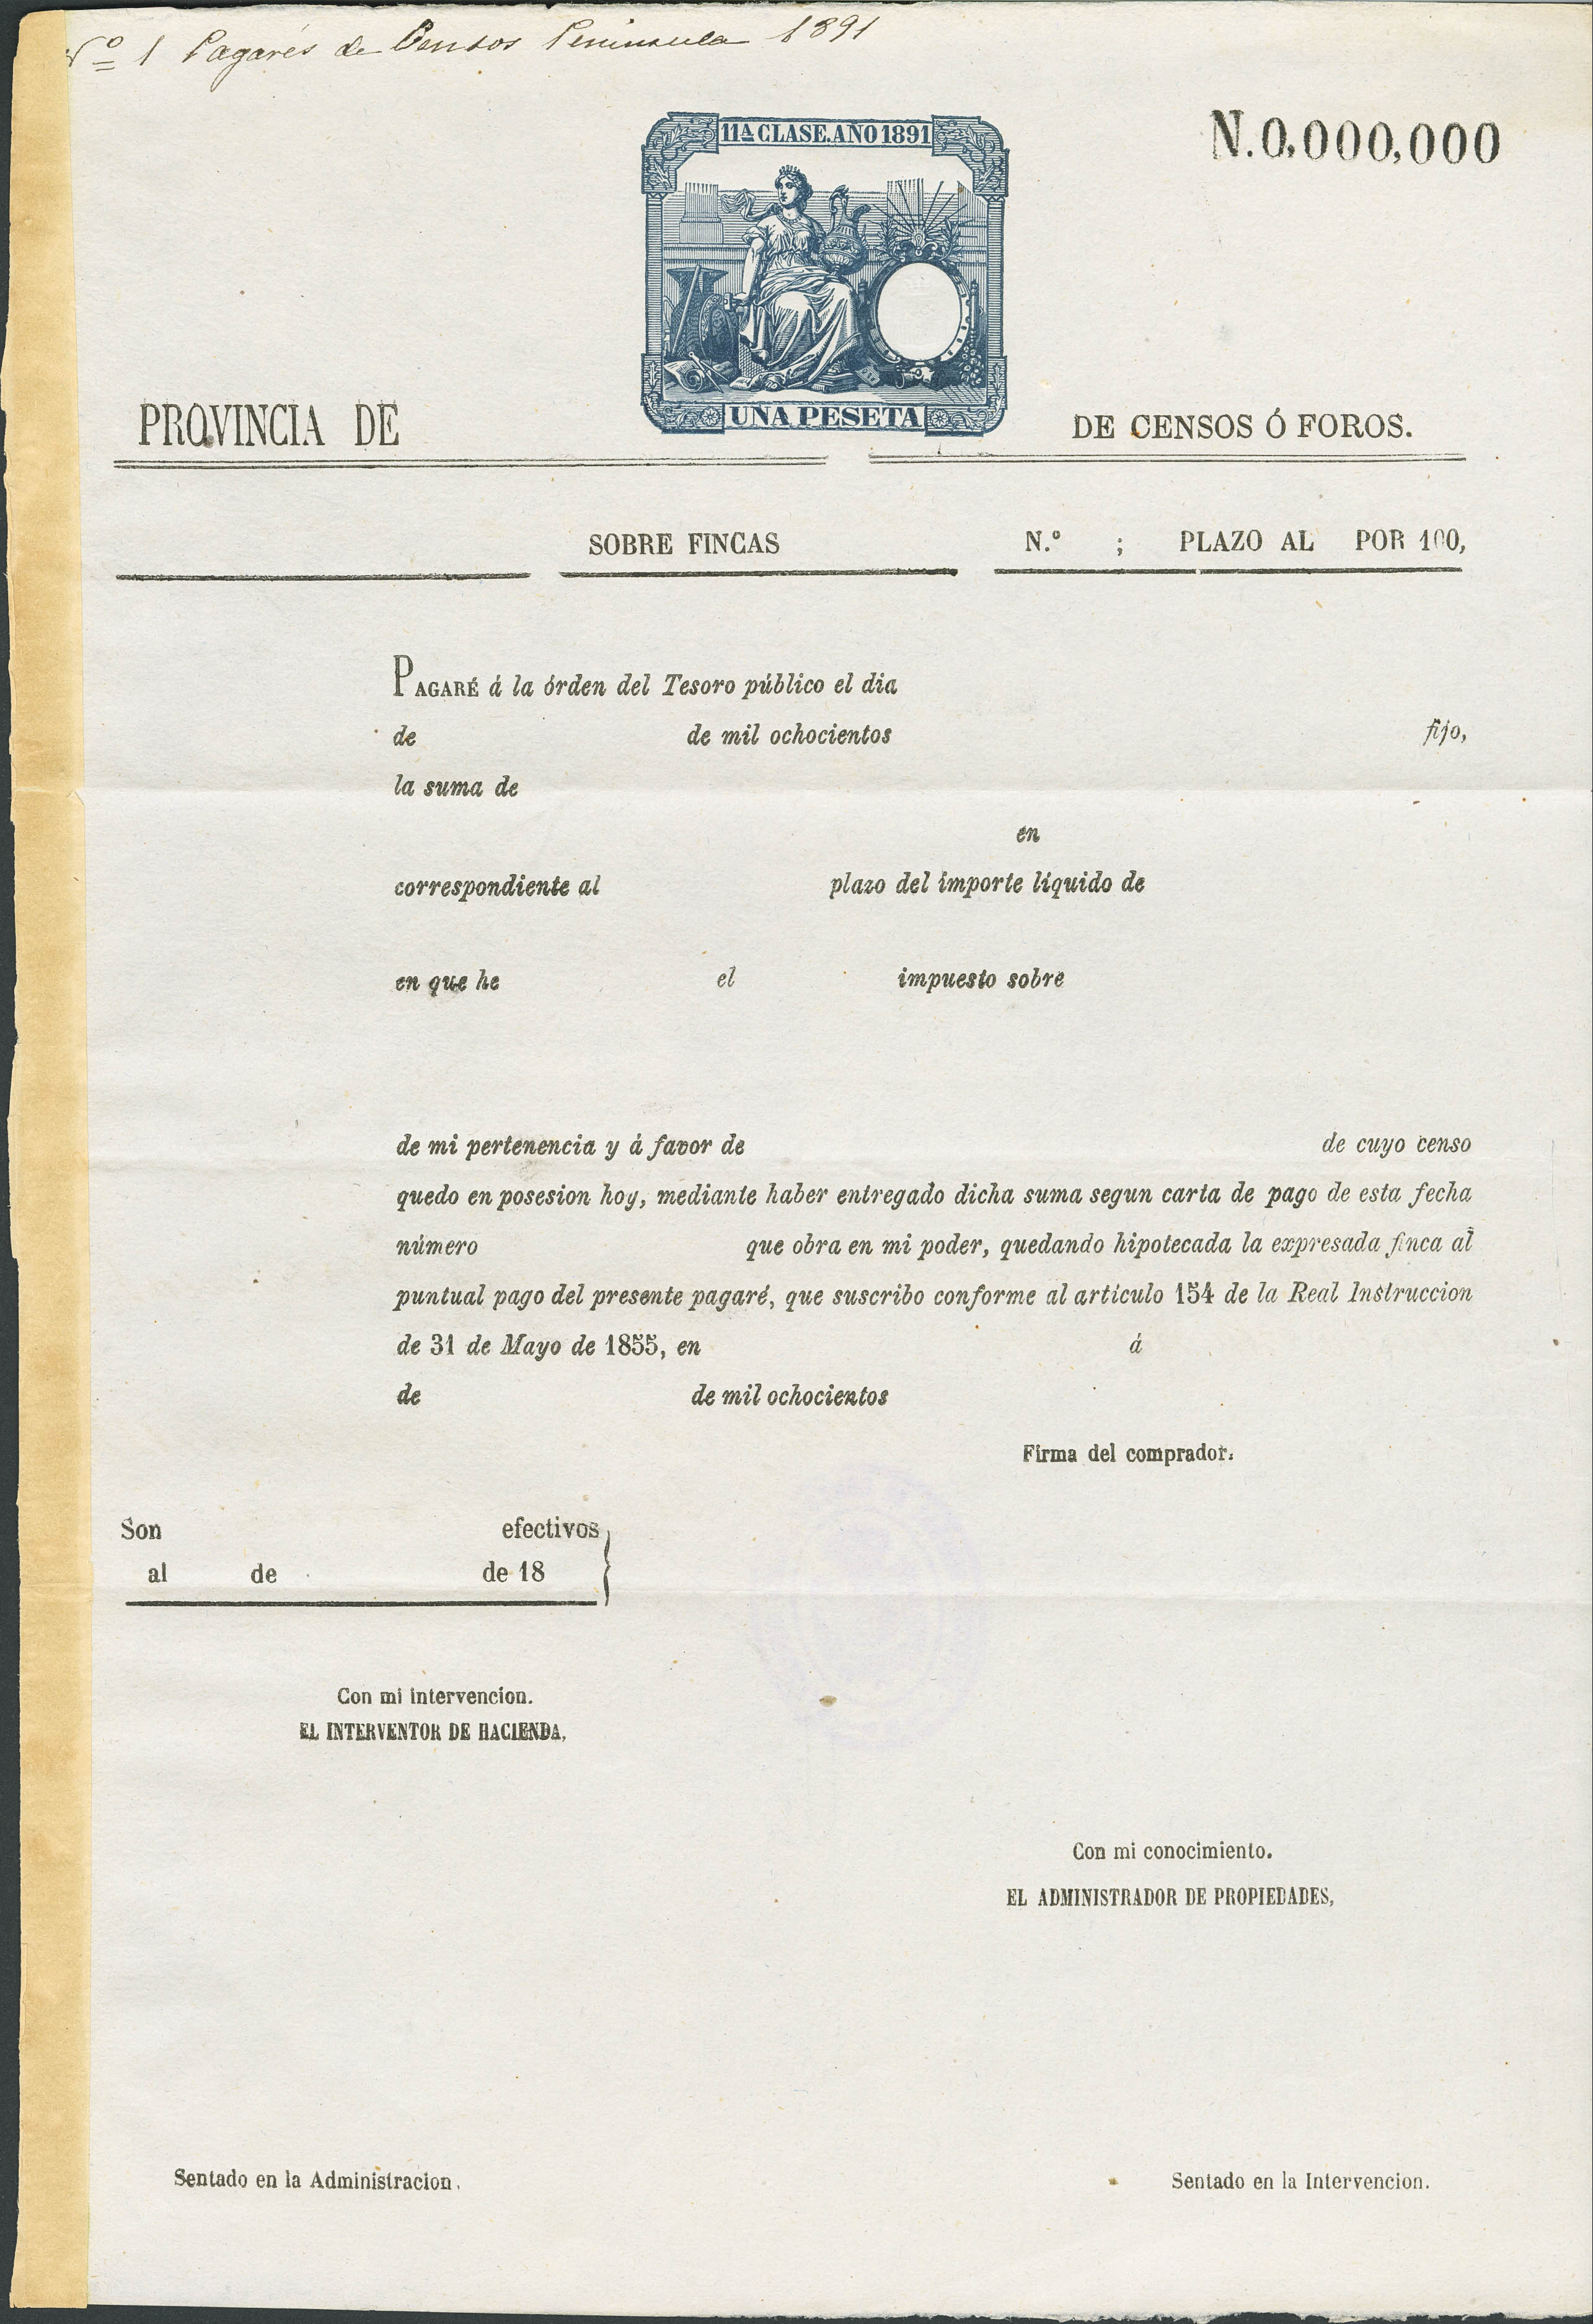 Nº 1 Pagarés de Censos Peninsula 1891
11ª CLASE. AÑO 1891
N. 0,000,000
UNA PESETA
PROVINCIA DE
DE CENSOS Ó FOROS.
SOBRE FINCAS N.º ; PLAZO AL POR 100,
PAGARÉ á la órden del Tesoro público el dia
de de mil ochocientos fijo,
la suma de
en
correspondiente al plazo del importe líquido de
en que he el impuesto sobre
de mi pertenencia y á favor de de cuyo censo
quedo en posesion hoy, mediante haber entregado dicha suma segun carta de pago de esta fecha
número que obra en mi poder, quedando hipotecada la expresada finca al
puntual pago del presente pagaré, que suscribo conforme al artículo 154 de la Real Instruccion
de 31 de Mayo de 1855, en á
de de mil ochocientos
Firma del comprador.
Son efectivos
al de de 18
Con mi intervencion.
EL INTERVENTOR DE HACIENDA,
Con mi conocimiento.
EL ADMINISTRADOR DE PROPIEDADES,
Sentado en la Administracion.
Sentado en la Intervencion.